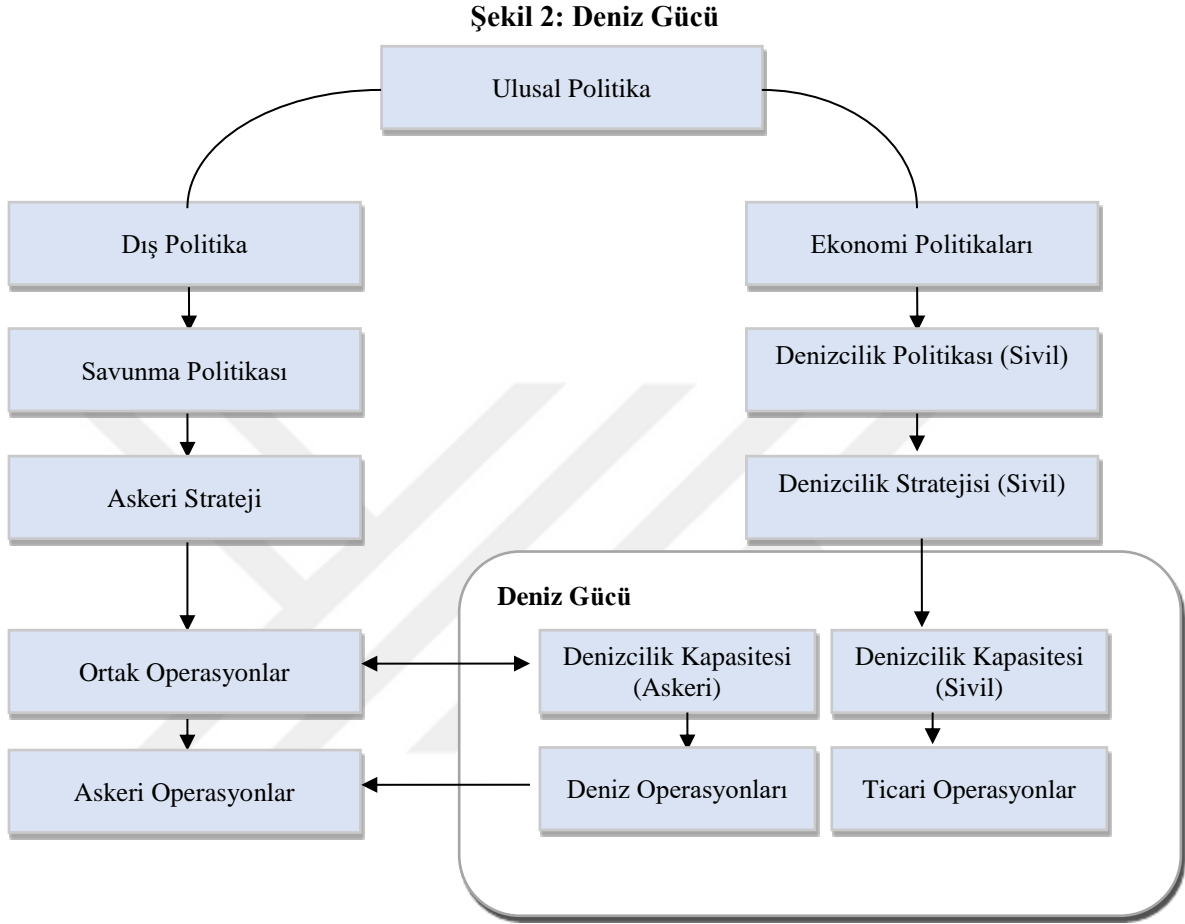 Şekil 2: Deniz Gücü
Ulusal Politika
Dış Politika
Ekonomi Politikaları
Savunma Politikası
Denizcilik Politikası (Sivil)
Askeri Strateji
Denizcilik Stratejisi (Sivil)
Deniz Gücü
Ortak Operasyonlar
Denizcilik Kapasitesi
(Askeri)
Denizcilik Kapasitesi
(Sivil)
Askeri Operasyonlar
Deniz Operasyonları
Ticari Operasyonlar